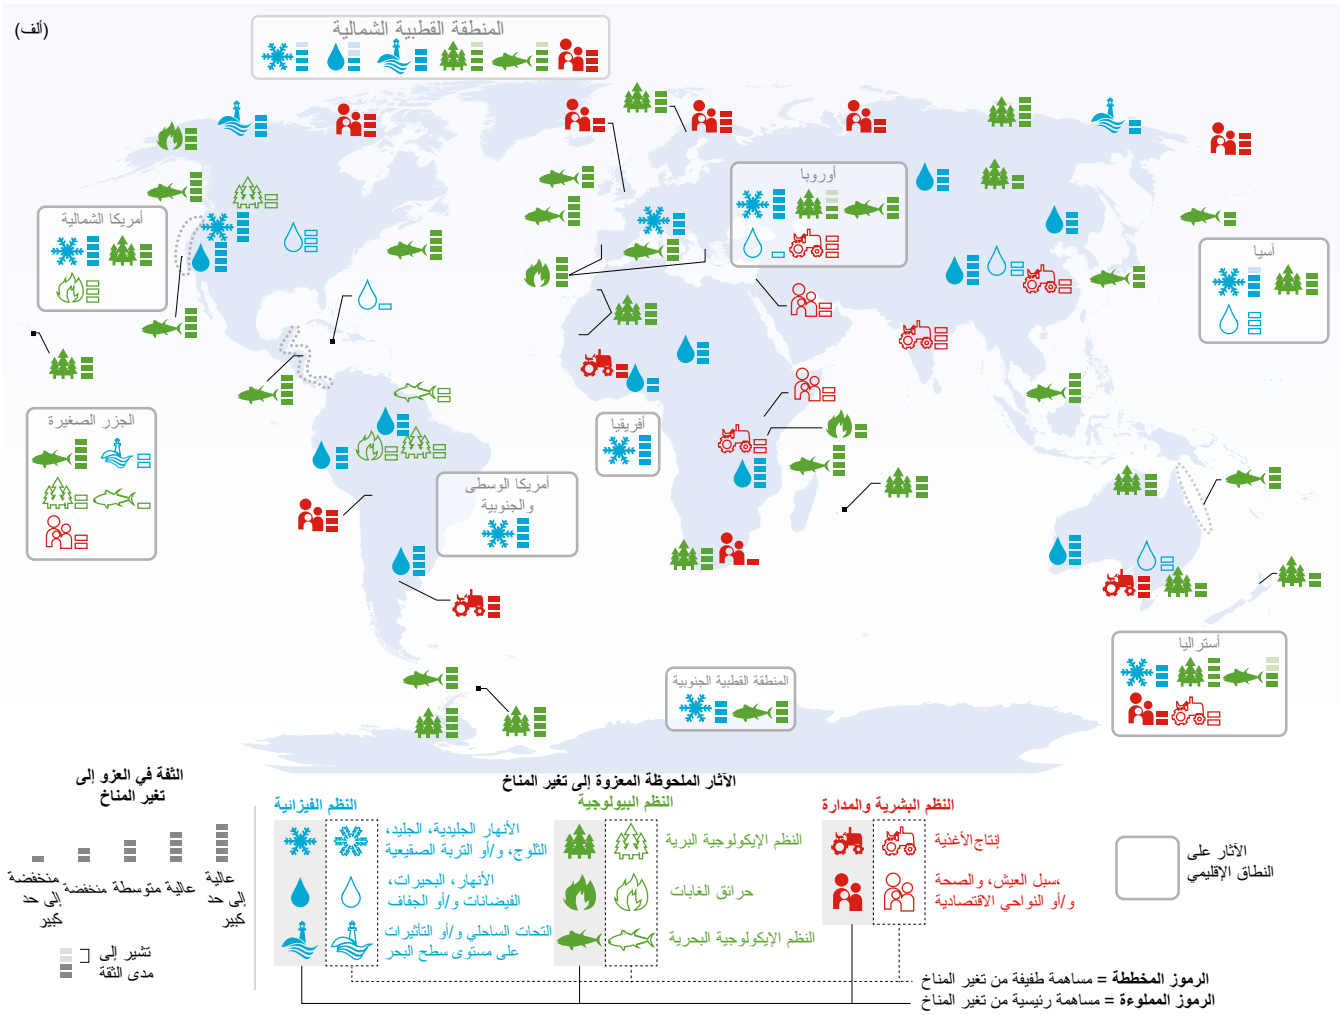 (ألف)
المنطقة القطبية الشمالية
أوروبا
أمريكا الشمالية
آسيا
الجزر الصغيرة
أفريقيا
أمريكا الوسطى
والجنوبية
أستراليا
المنطقة القطبية الجنوبية
الآثار الملحوظة المعزوة إلى تغير المناخ
النظم البشرية والمدارة
إنتاج الأغذية
سبل العيش، والصحة،
و/أو النواحي الاقتصادية
النظم البيولوجية
النظم الإيكولوجية البرية
حرائق الغابات
النظم الإيكولوجية البحرية
النظم الفيزيائية
الأنهار الجليدية، الجليد،
الثلوج، و/أو التربة الصقيعية
الأنهار، البحيرات،
الفيضانات و/أو الجفاف
التحات الساحلي و/أو التأثيرات
على مستوى سطح البحر
الآثار على
النطاق الإقليمي
الرموز المخططة = مساهمة طفيفة من تغير المناخ
الرموز المملوءة = مساهمة رئيسية من تغير المناخ
الثقة في العزو إلى
تغير المناخ
عالية إلى حد كبير
عالية
متوسطة
منخفضة
منخفضة إلى حد كبير
تشير إلى
مدى الثقة